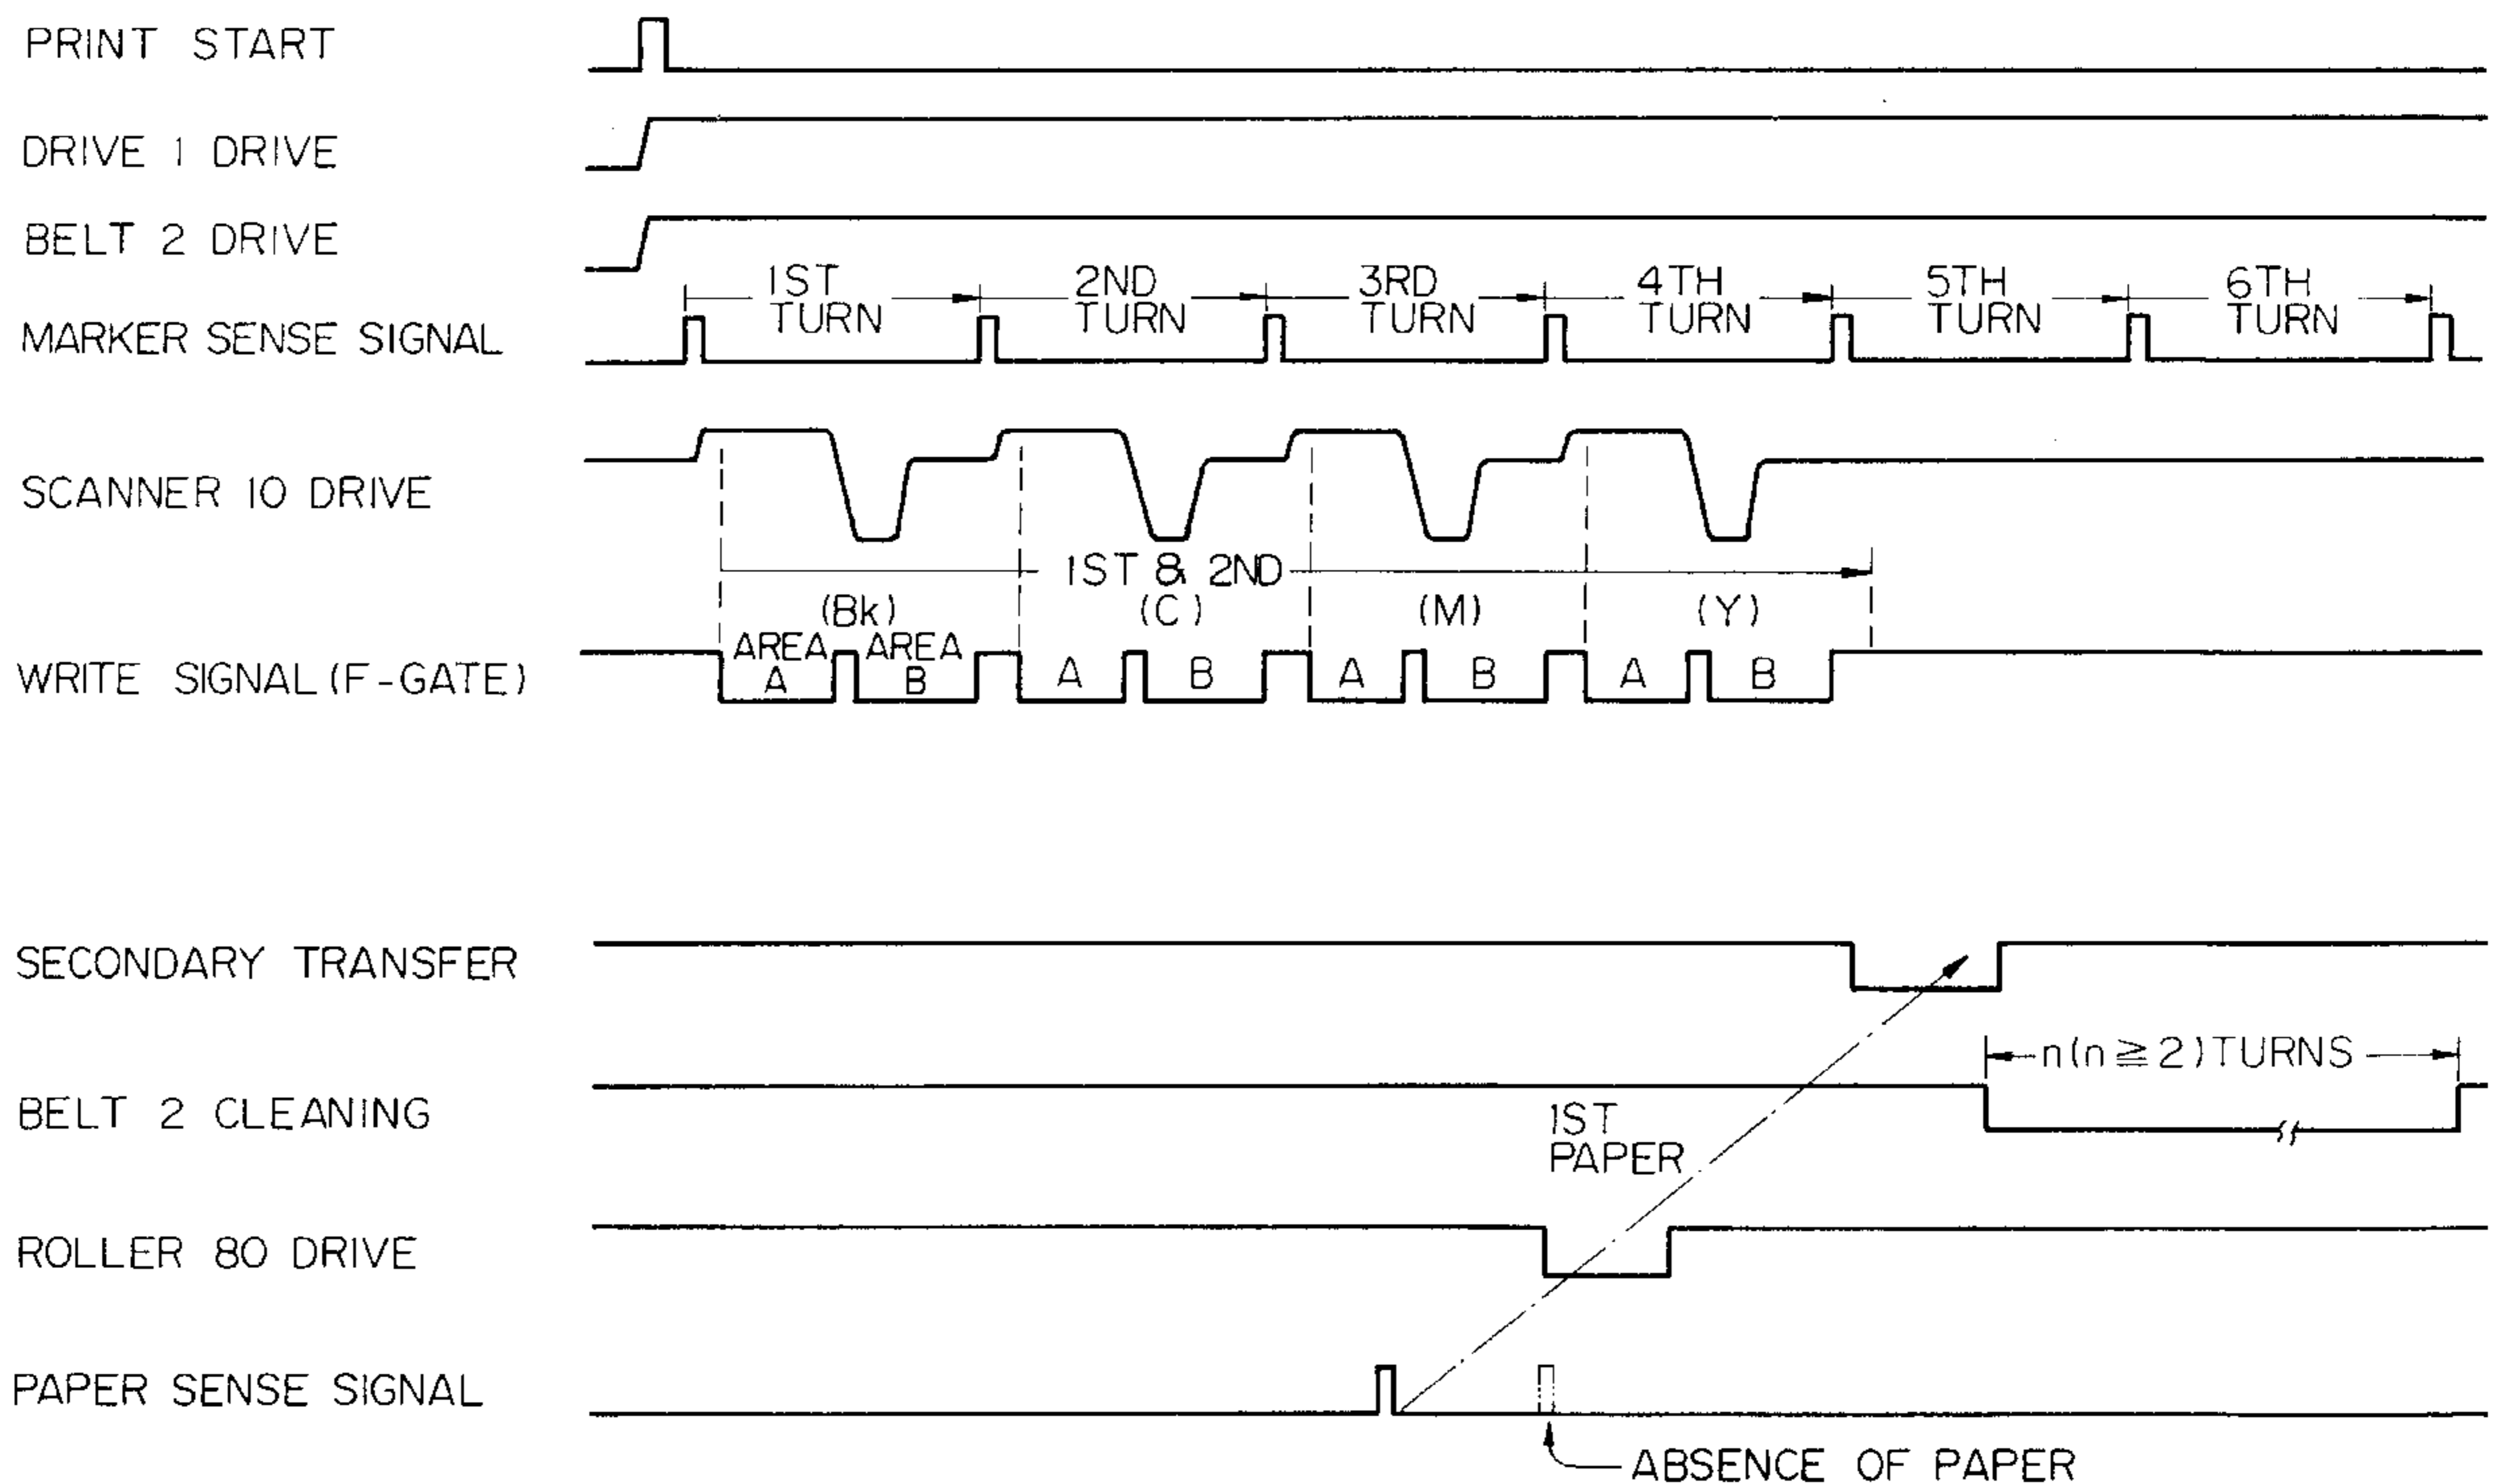 PRINT START
DRIVE 1 DRIVE
BELT 2 DRIVE
1ST TURN
2ND TURN
3RD TURN
4TH TURN
5TH TURN
6TH TURN
MARKER SENSE SIGNAL
SCANNER 10 DRIVE
1ST & 2ND
(Bk)
(C)
(M)
(Y)
WRITE SIGNAL (F-GATE)
AREA A
AREA B
A
B
A
B
A
B
SECONDARY TRANSFER
n(n≧2) TURNS
BELT 2 CLEANING
1ST
PAPER
ROLLER 80 DRIVE
PAPER SENSE SIGNAL
ABSENCE OF PAPER